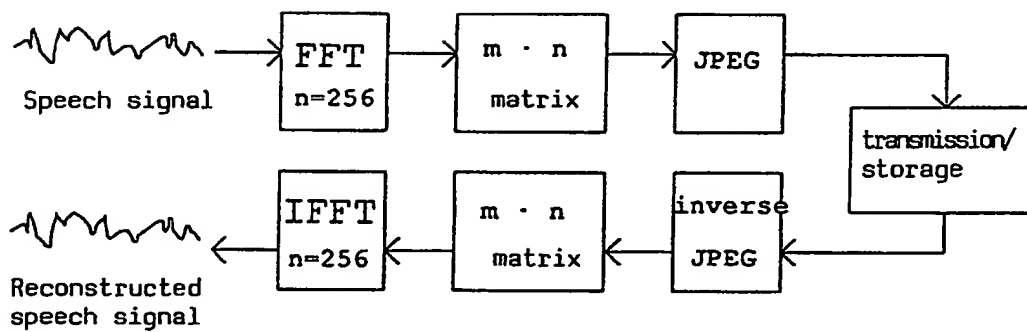 Speech signal
FFT
n=256
m · n
matrix
JPEG
transmission/
storage
inverse
JPEG
m · n
matrix
IFFT
n=256
Reconstructed
speech signal